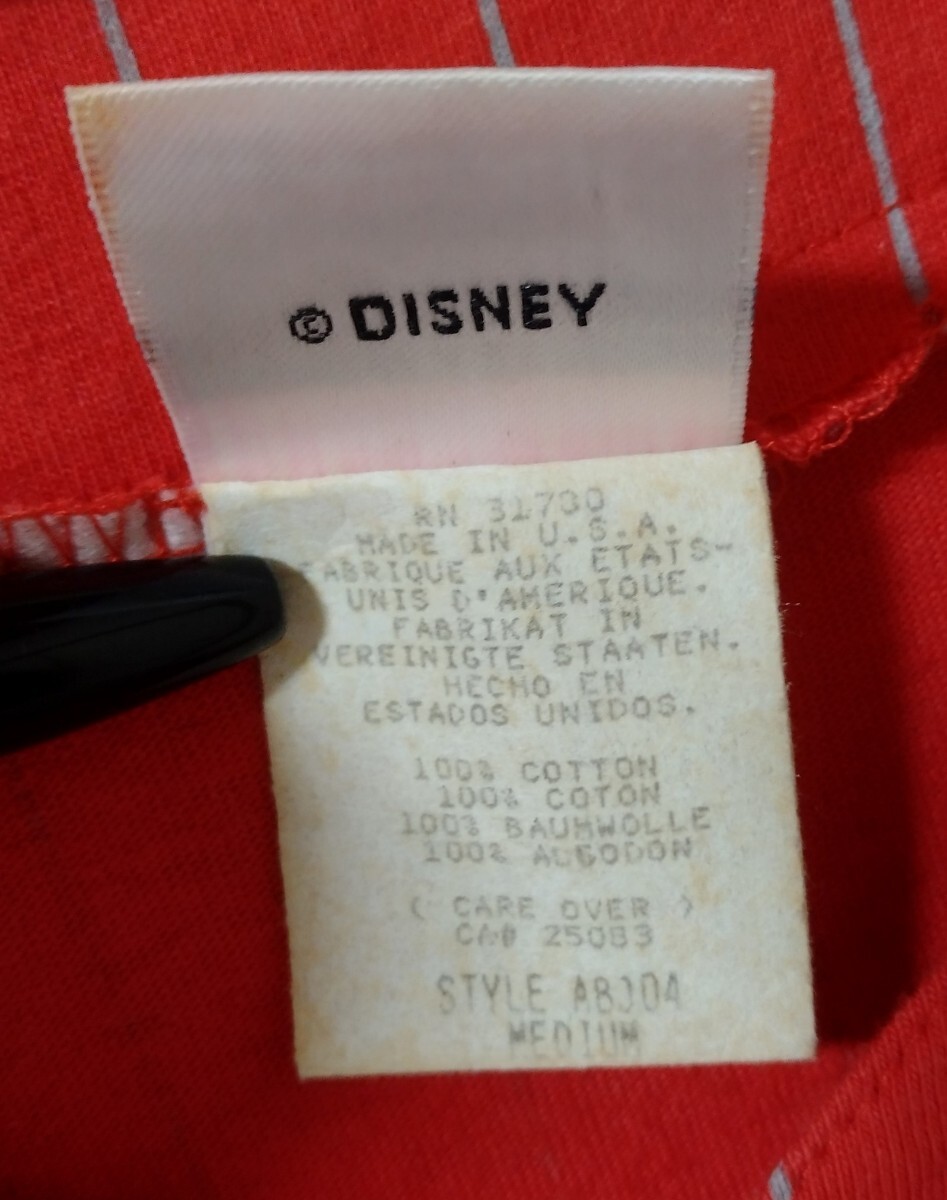 © DISNEY
RN 31730
MADE IN U.S.A.
FABRIQUE AUX ETATS-
UNIS D'AMERIQUE.
FABRIKAT IN
VEREINIGTE STAATEN.
HECHO EN
ESTADOS UNIDOS.
100% COTTON
100% COTON
100% BAUMWOLLE
100% ALGODON
( CARE OVER )
CA# 25083
STYLE
MEDIUM